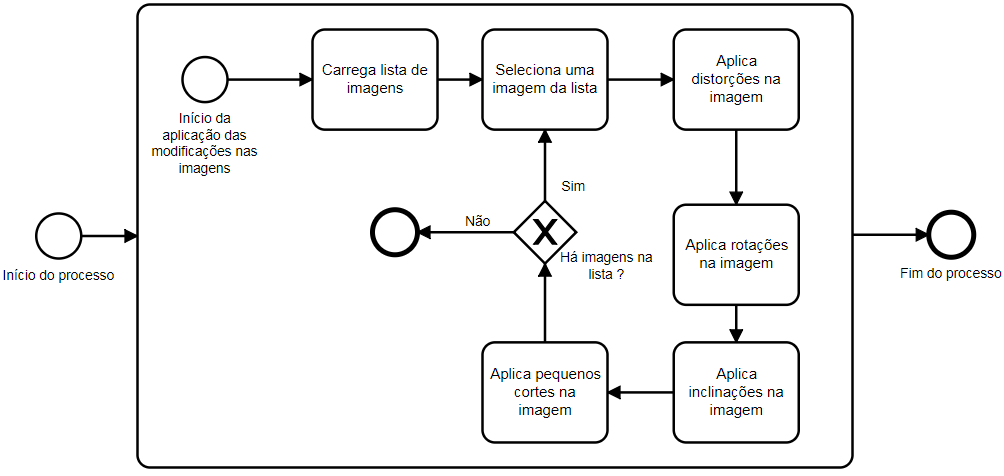 Início do processo
Início da
aplicação das
modificações nas
imagens
Carrega lista de
imagens
Seleciona uma
imagem da lista
Aplica
distorções na
imagem
Aplica rotações
na imagem
Aplica
inclinações na
imagem
Aplica pequenos
cortes na
imagem
Há imagens na
lista ?
Sim
Não
X
Fim do processo